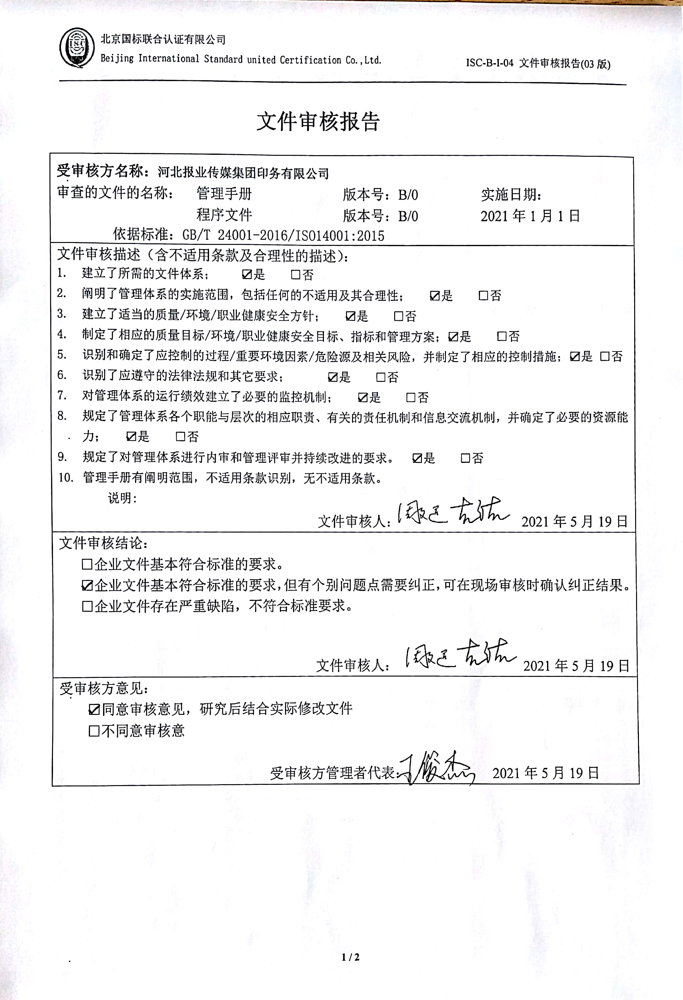 ISC
北京国标联合认证有限公司
Beijing International Standard united Certification Co.,Ltd.
ISC-B-I-04 文件审核报告(03 版)
文件审核报告
受审核方名称：河北报业传媒集团印务有限公司
审查的文件的名称： 管理手册 版本号：B/0 实施日期：
程序文件 版本号：B/0 2021 年 1 月 1 日
依据标准：GB/T 24001-2016/ISO14001:2015
文件审核描述（含不适用条款及合理性的描述）：
1. 建立了所需的文件体系； ☑是 □否
2. 阐明了管理体系的实施范围，包括任何的不适用及其合理性； ☑是 □否
3. 建立了适当的质量/环境/职业健康安全方针； ☑是 □否
4. 制定了相应的质量目标/环境/职业健康安全目标、指标和管理方案；☑是 □否
5. 识别和确定了应控制的过程/重要环境因素/危险源及相关风险，并制定了相应的控制措施；☑是 □否
6. 识别了应遵守的法律法规和其它要求； ☑是 □否
7. 对管理体系的运行绩效建立了必要的监控机制； ☑是 □否
8. 规定了管理体系各个职能与层次的相应职责、有关的责任机制和信息交流机制，并确定了必要的资源能
力； ☑是 □否
9. 规定了对管理体系进行内审和管理评审并持续改进的要求。 ☑是 □否
10. 管理手册有阐明范围，不适用条款识别，无不适用条款。
说明：
文件审核人： 2021 年 5 月 19 日
文件审核结论：
□企业文件基本符合标准的要求。
☑企业文件基本符合标准的要求,但有个别问题点需要纠正,可在现场审核时确认纠正结果。
□企业文件存在严重缺陷，不符合标准要求。
文件审核人： 2021 年 5 月 19 日
受审核方意见：
☑同意审核意见，研究后结合实际修改文件
□不同意审核意
受审核方管理者代表:王俊杰 2021 年 5 月 19 日
1 / 2